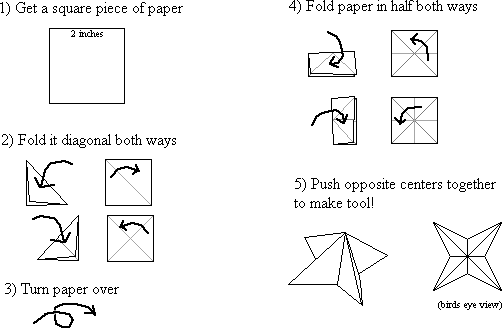 1) Get a square piece of paper
2 inches
2) Fold it diagonal both ways
3) Turn paper over
4) Fold paper in half both ways
5) Push opposite centers together
to make tool!
(birds eye view)